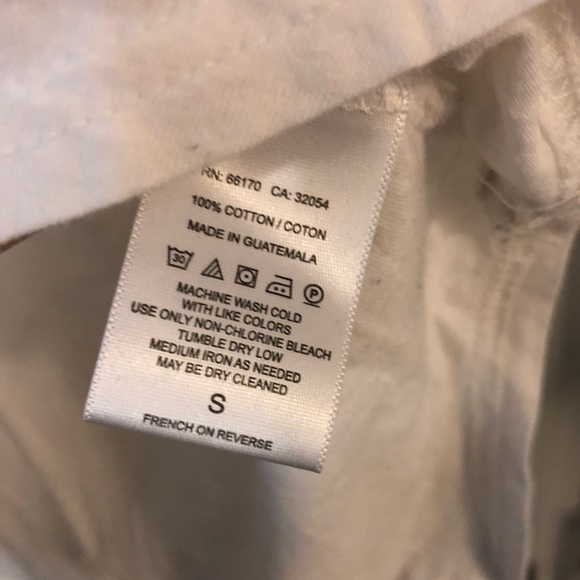 RN: 66170 CA: 32054
100% COTTON / COTON
MADE IN GUATEMALA
30 P
MACHINE WASH COLD
WITH LIKE COLORS
USE ONLY NON-CHLORINE BLEACH
TUMBLE DRY LOW
MEDIUM IRON AS NEEDED
MAY BE DRY CLEANED
S
FRENCH ON REVERSE